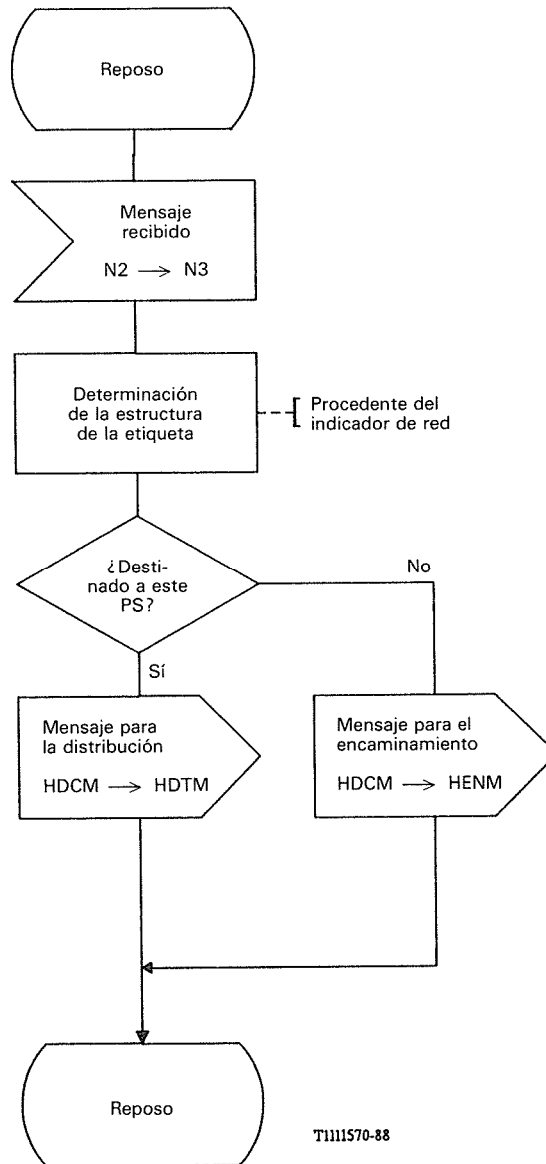 Reposo
Mensaje
recibido
N2 → N3
Determinación
de la estructura
de la etiqueta
Procedente del
indicador de red
¿Desti-
nado a este
PS?
No
Sí
Mensaje para
la distribución
HDCM → HDTM
Mensaje para el
encaminamiento
HDCM → HENM
Reposo
T1111570-88